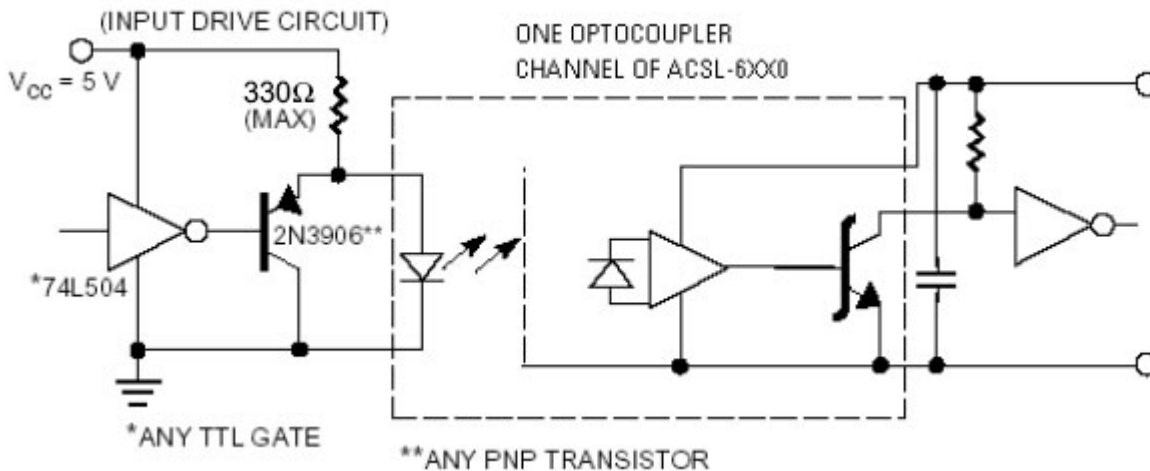 (INPUT DRIVE CIRCUIT)
V_CC = 5 V
330Ω
(MAX)
ONE OPTOCOUPLER
CHANNEL OF ACSL-6XX0
2N3906**
*74L504
*ANY TTL GATE
**ANY PNP TRANSISTOR